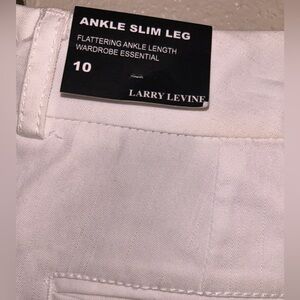 ANKLE SLIM LEG
FLATTERING ANKLE LENGTH
WARDROBE ESSENTIAL
10
LARRY LEVINE